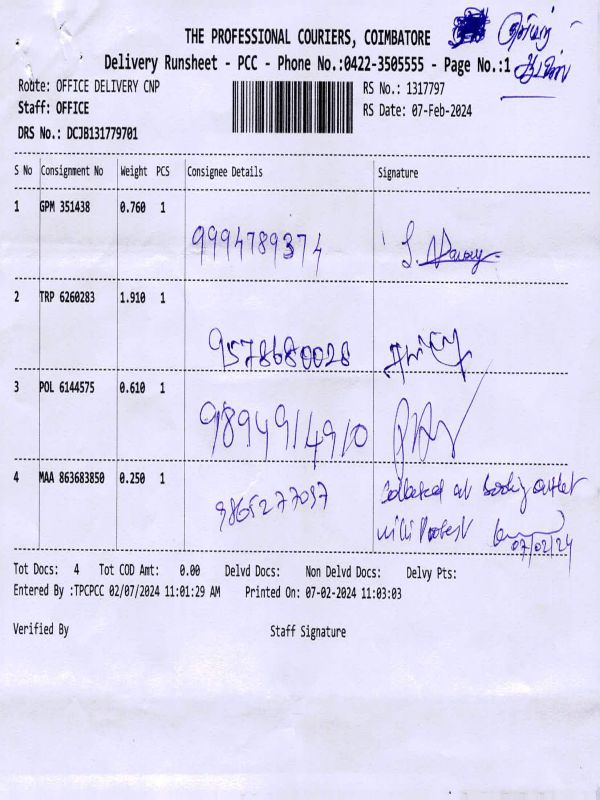 THE PROFESSIONAL COURIERS, COIMBATORE
Delivery Runsheet - PCC - Phone No.:0422-3505555 - Page No.:1
Route: OFFICE DELIVERY CNP
RS No.: 1317797
Staff: OFFICE
RS Date: 07-Feb-2024
DRS No.: DCJB131779701
S No Consignment No Weight PCS Consignee Details Signature
1 GPM 351438 0.760 1
9994789374
2 TRP 6260283 1.910 1
9578680028
3 POL 6144575 0.610 1
9894914910
4 MAA 863683850 0.250 1
at booking outlet
9865277037
07/02/24
Tot Docs: 4 Tot COD Amt: 0.00 Delvd Docs: Non Delvd Docs: Delvy Pts:
Entered By :TPCPCC 02/07/2024 11:01:29 AM Printed On: 07-02-2024 11:03:03
Verified By Staff Signature